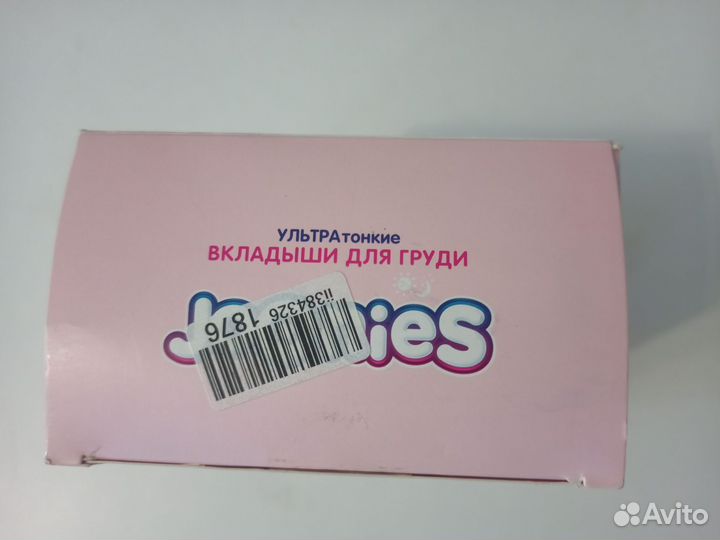 УЛЬТРАтонкие
ВКЛАДЫШИ ДЛЯ ГРУДИ
ii384326 1876
Avito